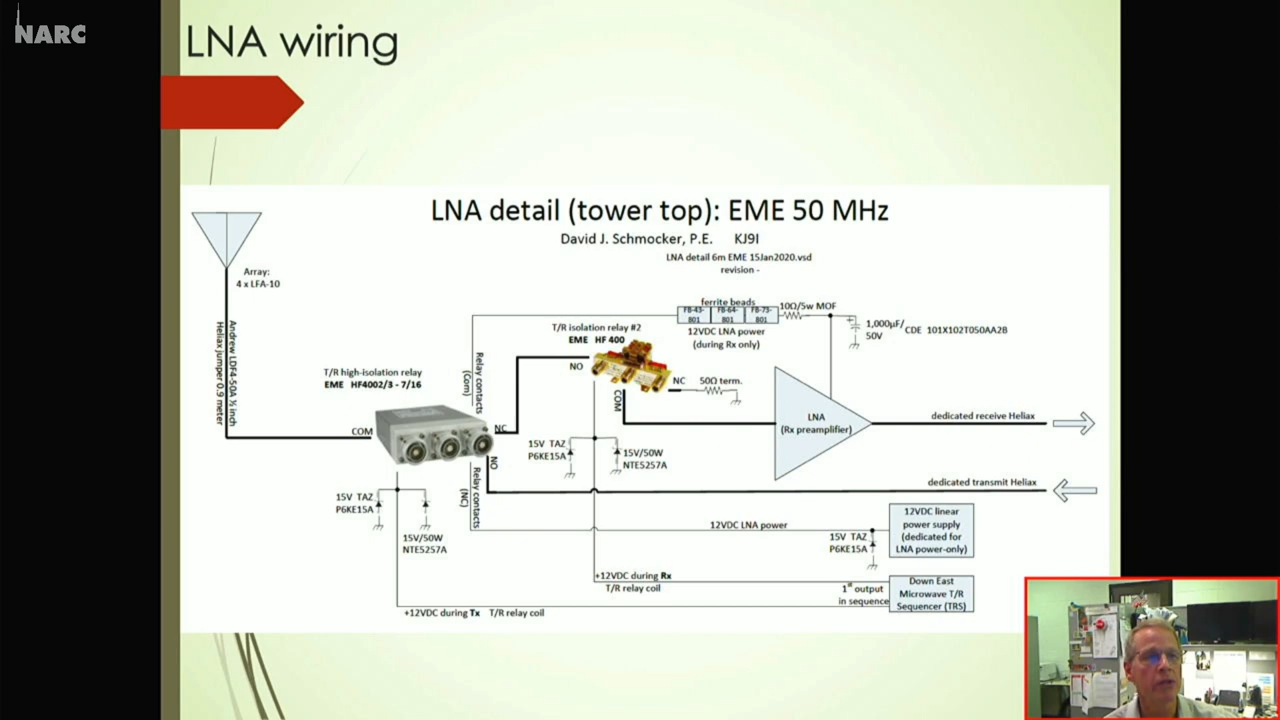 NARC
LNA wiring
LNA detail (tower top): EME 50 MHz
David J. Schmocker, P.E. KJ9I
LNA detail 6m EME 15Jan2020.vsd
revision -
Array:
4 x LFA-10
Andrew LDF4-50A ½ inch
Heliax jumper 0.9 meter
T/R high-isolation relay
EME HF4002/3 - 7/16
COM
NC
NO
Relay contacts
(Com)
Relay contacts
(NC)
T/R isolation relay #2
EME HF 400
NO
NC
COM
50Ω term.
ferrite beads
FB-43-
801
FB-64-
801
FB-73-
801
10Ω/5w MOF
12VDC LNA power
(during Rx only)
+
1,000µF/
50V
CDE 101X102T050AA2B
LNA
(Rx preamplifier)
dedicated receive Heliax
dedicated transmit Heliax
15V TAZ
P6KE15A
15V/50W
NTE5257A
15V TAZ
P6KE15A
15V/50W
NTE5257A
12VDC LNA power
15V TAZ
P6KE15A
12VDC linear
power supply
(dedicated for
LNA power-only)
+12VDC during Rx
T/R relay coil
1st output
in sequence
Down East
Microwave T/R
Sequencer (TRS)
+12VDC during Tx T/R relay coil